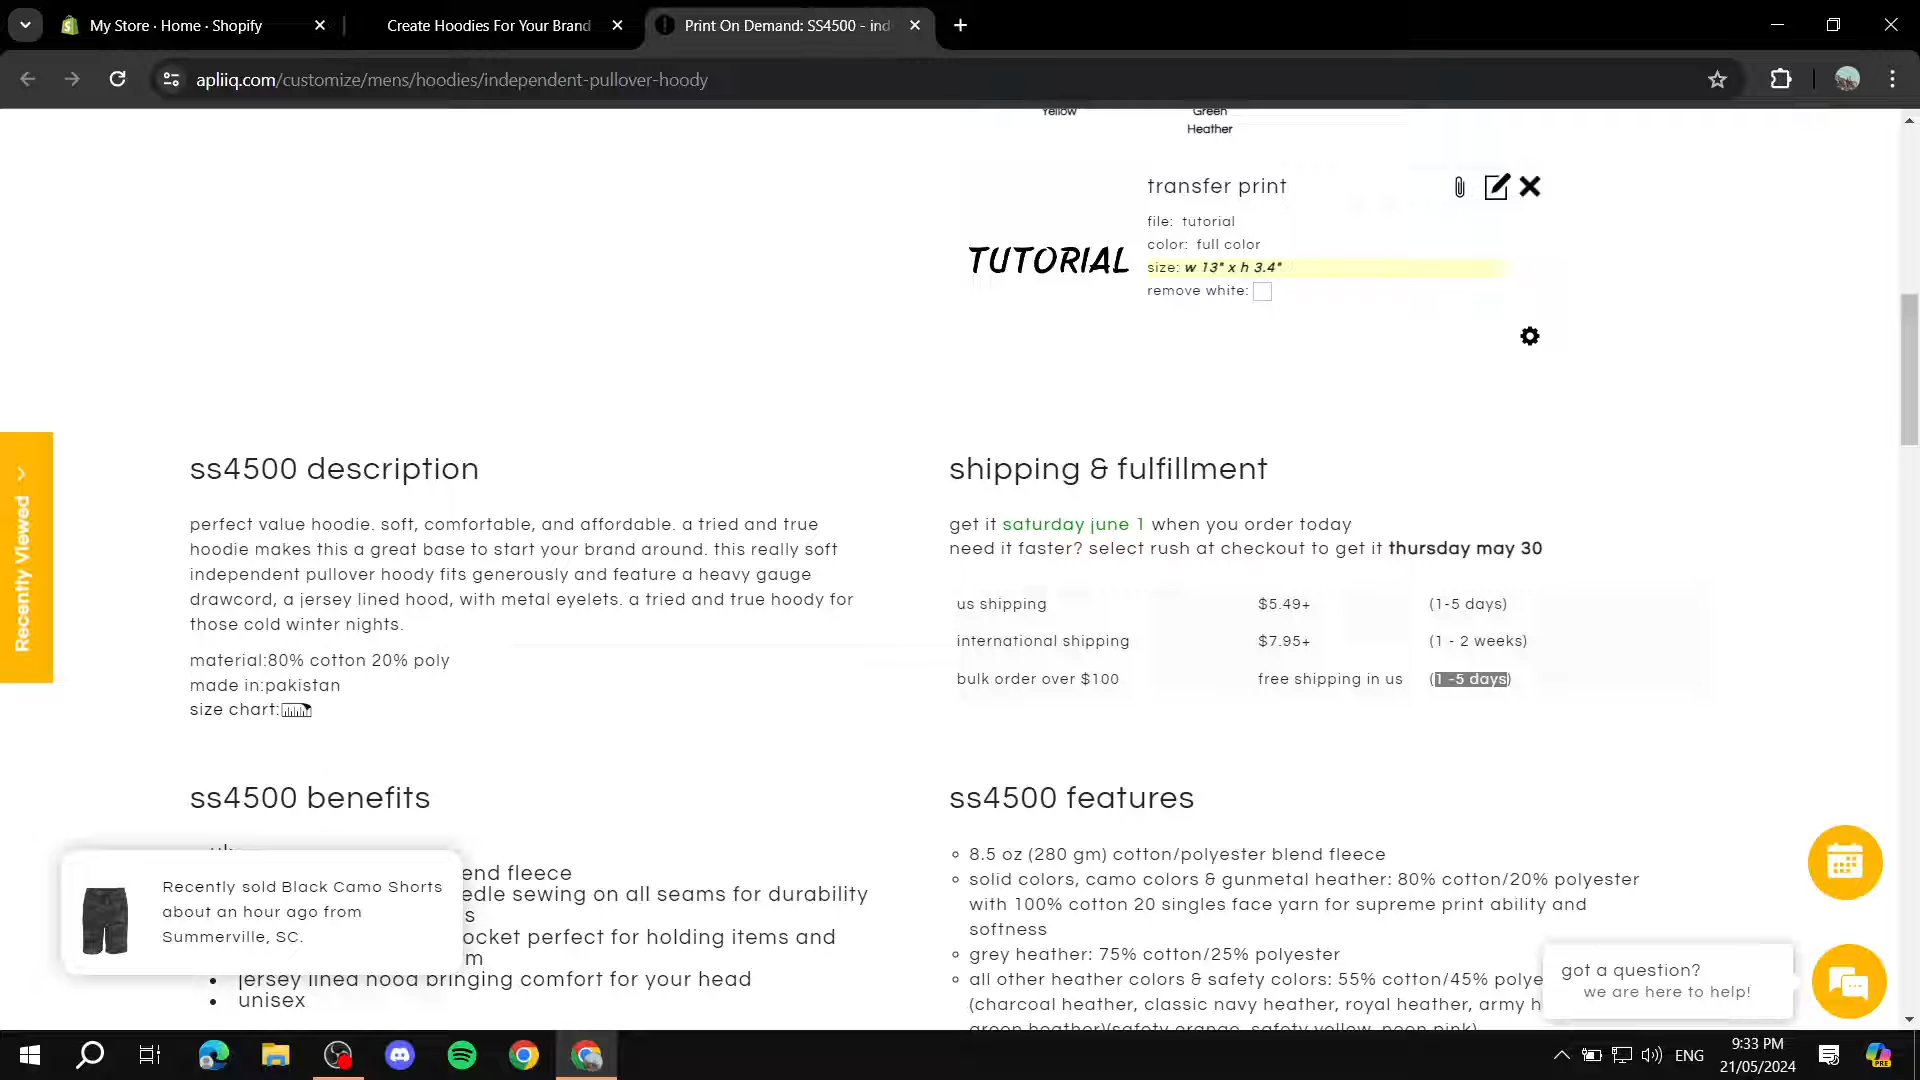 My Store · Home · Shopify
Create Hoodies For Your Brand
Print On Demand: SS4500 - ind
apliiq.com/customize/mens/hoodies/independent-pullover-hoody
Yellow
Green
Heather
transfer print
file: tutorial
color: full color
TUTORIAL
size: w 13" x h 3.4"
remove white:
Recently Viewed
ss4500 description
perfect value hoodie. soft, comfortable, and affordable. a tried and true
hoodie makes this a great base to start your brand around. this really soft
independent pullover hoody fits generously and feature a heavy gauge
drawcord, a jersey lined hood, with metal eyelets. a tried and true hoody for
those cold winter nights.
material:80% cotton 20% poly
made in:pakistan
size chart:
shipping & fulfillment
get it saturday june 1 when you order today
need it faster? select rush at checkout to get it thursday may 30
us shipping $5.49+ (1-5 days)
international shipping $7.95+ (1 - 2 weeks)
bulk order over $100 free shipping in us (1 -5 days)
ss4500 benefits
end fleece
edle sewing on all seams for durability
s
ocket perfect for holding items and
m
jersey lined hood bringing comfort for your head
unisex
Recently sold Black Camo Shorts
about an hour ago from
Summerville, SC.
ss4500 features
8.5 oz (280 gm) cotton/polyester blend fleece
solid colors, camo colors & gunmetal heather: 80% cotton/20% polyester
with 100% cotton 20 singles face yarn for supreme print ability and
softness
grey heather: 75% cotton/25% polyester
all other heather colors & safety colors: 55% cotton/45% polye
(charcoal heather, classic navy heather, royal heather, army h
green heather)(safety orange, safety yellow, neon pink)
got a question?
we are here to help!
ENG
9:33 PM
21/05/2024
PRE